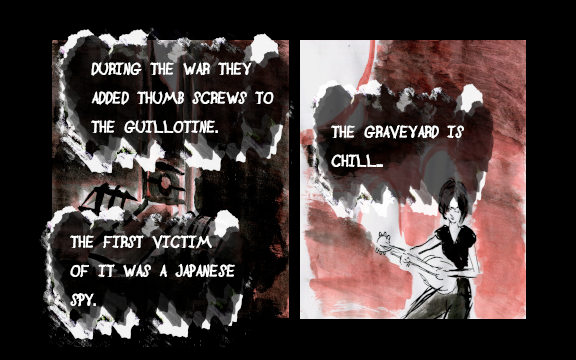 DURING THE WAR THEY
ADDED THUMB SCREWS TO
THE GUILLOTINE.
THE FIRST VICTIM
OF IT WAS A JAPANESE
SPY.
THE GRAVEYARD IS
CHILL...